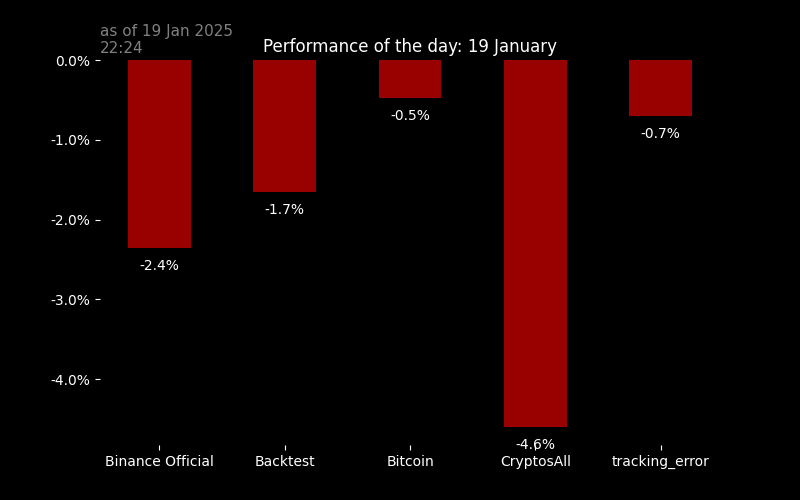 as of 19 Jan 2025
22:24
Performance of the day: 19 January
0.0%
-1.0%
-2.0%
-3.0%
-4.0%
-2.4%
-1.7%
-0.5%
-4.6%
-0.7%
Binance Official
Backtest
Bitcoin
CryptosAll
tracking_error